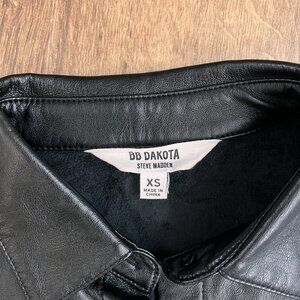 BB DAKOTA
STEVE MADDEN
XS
MADE IN
CHINA